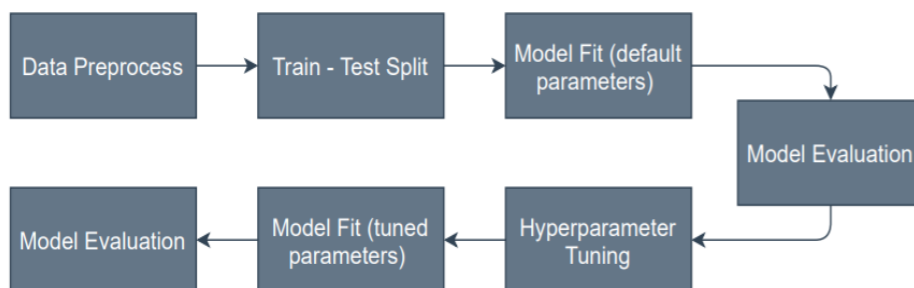 Data Preprocess
Train - Test Split
Model Fit (default
parameters)
Model Evaluation
Hyperparameter
Tuning
Model Fit (tuned
parameters)
Model Evaluation